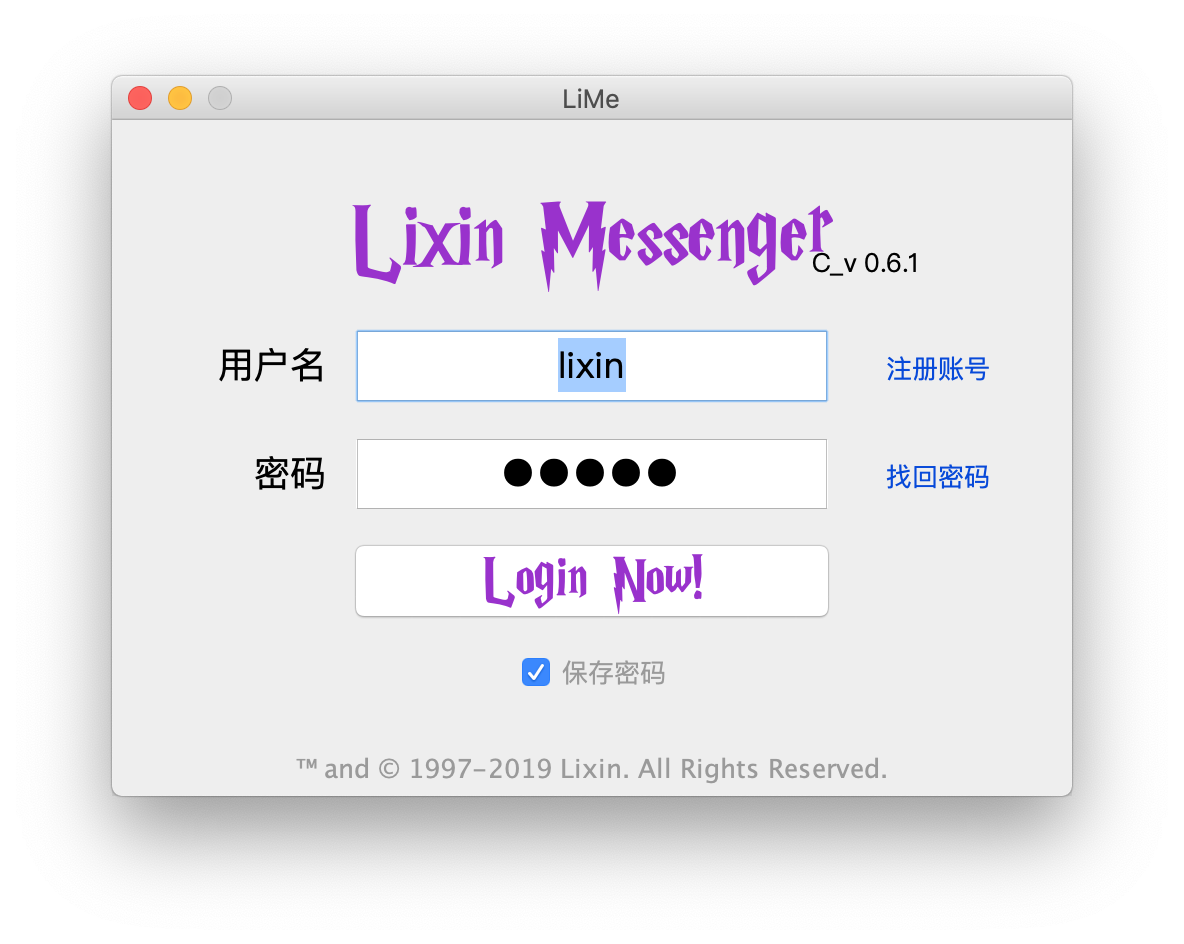 LiMe
Lixin Messenger
C_v 0.6.1
用户名 lixin 注册账号
密码 ●●●●● 找回密码
Login Now!
保存密码
™ and © 1997-2019 Lixin. All Rights Reserved.